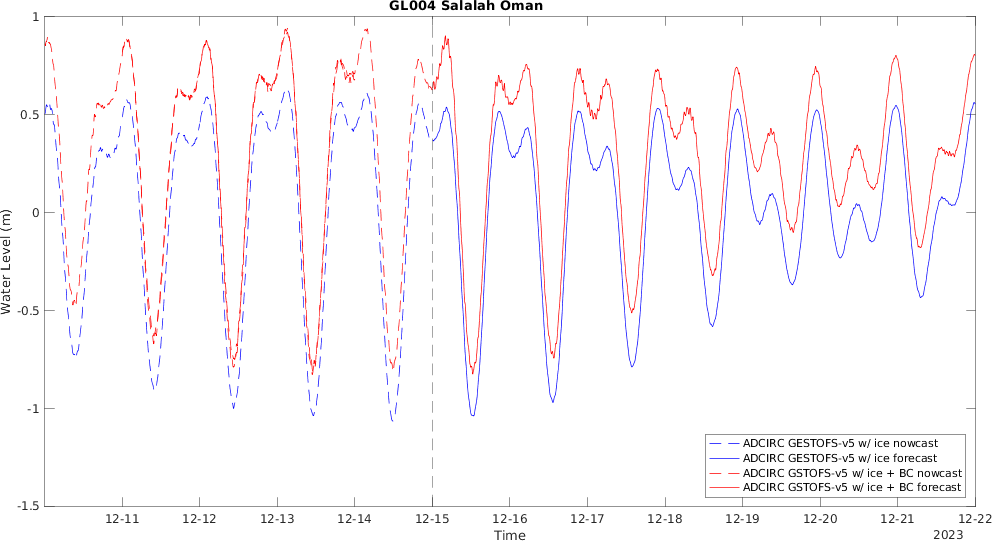 GL004 Salalah Oman
1
0.5
0
-0.5
-1
-1.5
Water Level (m)
ADCIRC GESTOFS-v5 w/ ice nowcast
ADCIRC GESTOFS-v5 w/ ice forecast
ADCIRC GSTOFS-v5 w/ ice + BC nowcast
ADCIRC GSTOFS-v5 w/ ice + BC forecast
12-11 12-12 12-13 12-14 12-15 12-16 12-17 12-18 12-19 12-20 12-21 12-22
Time
2023